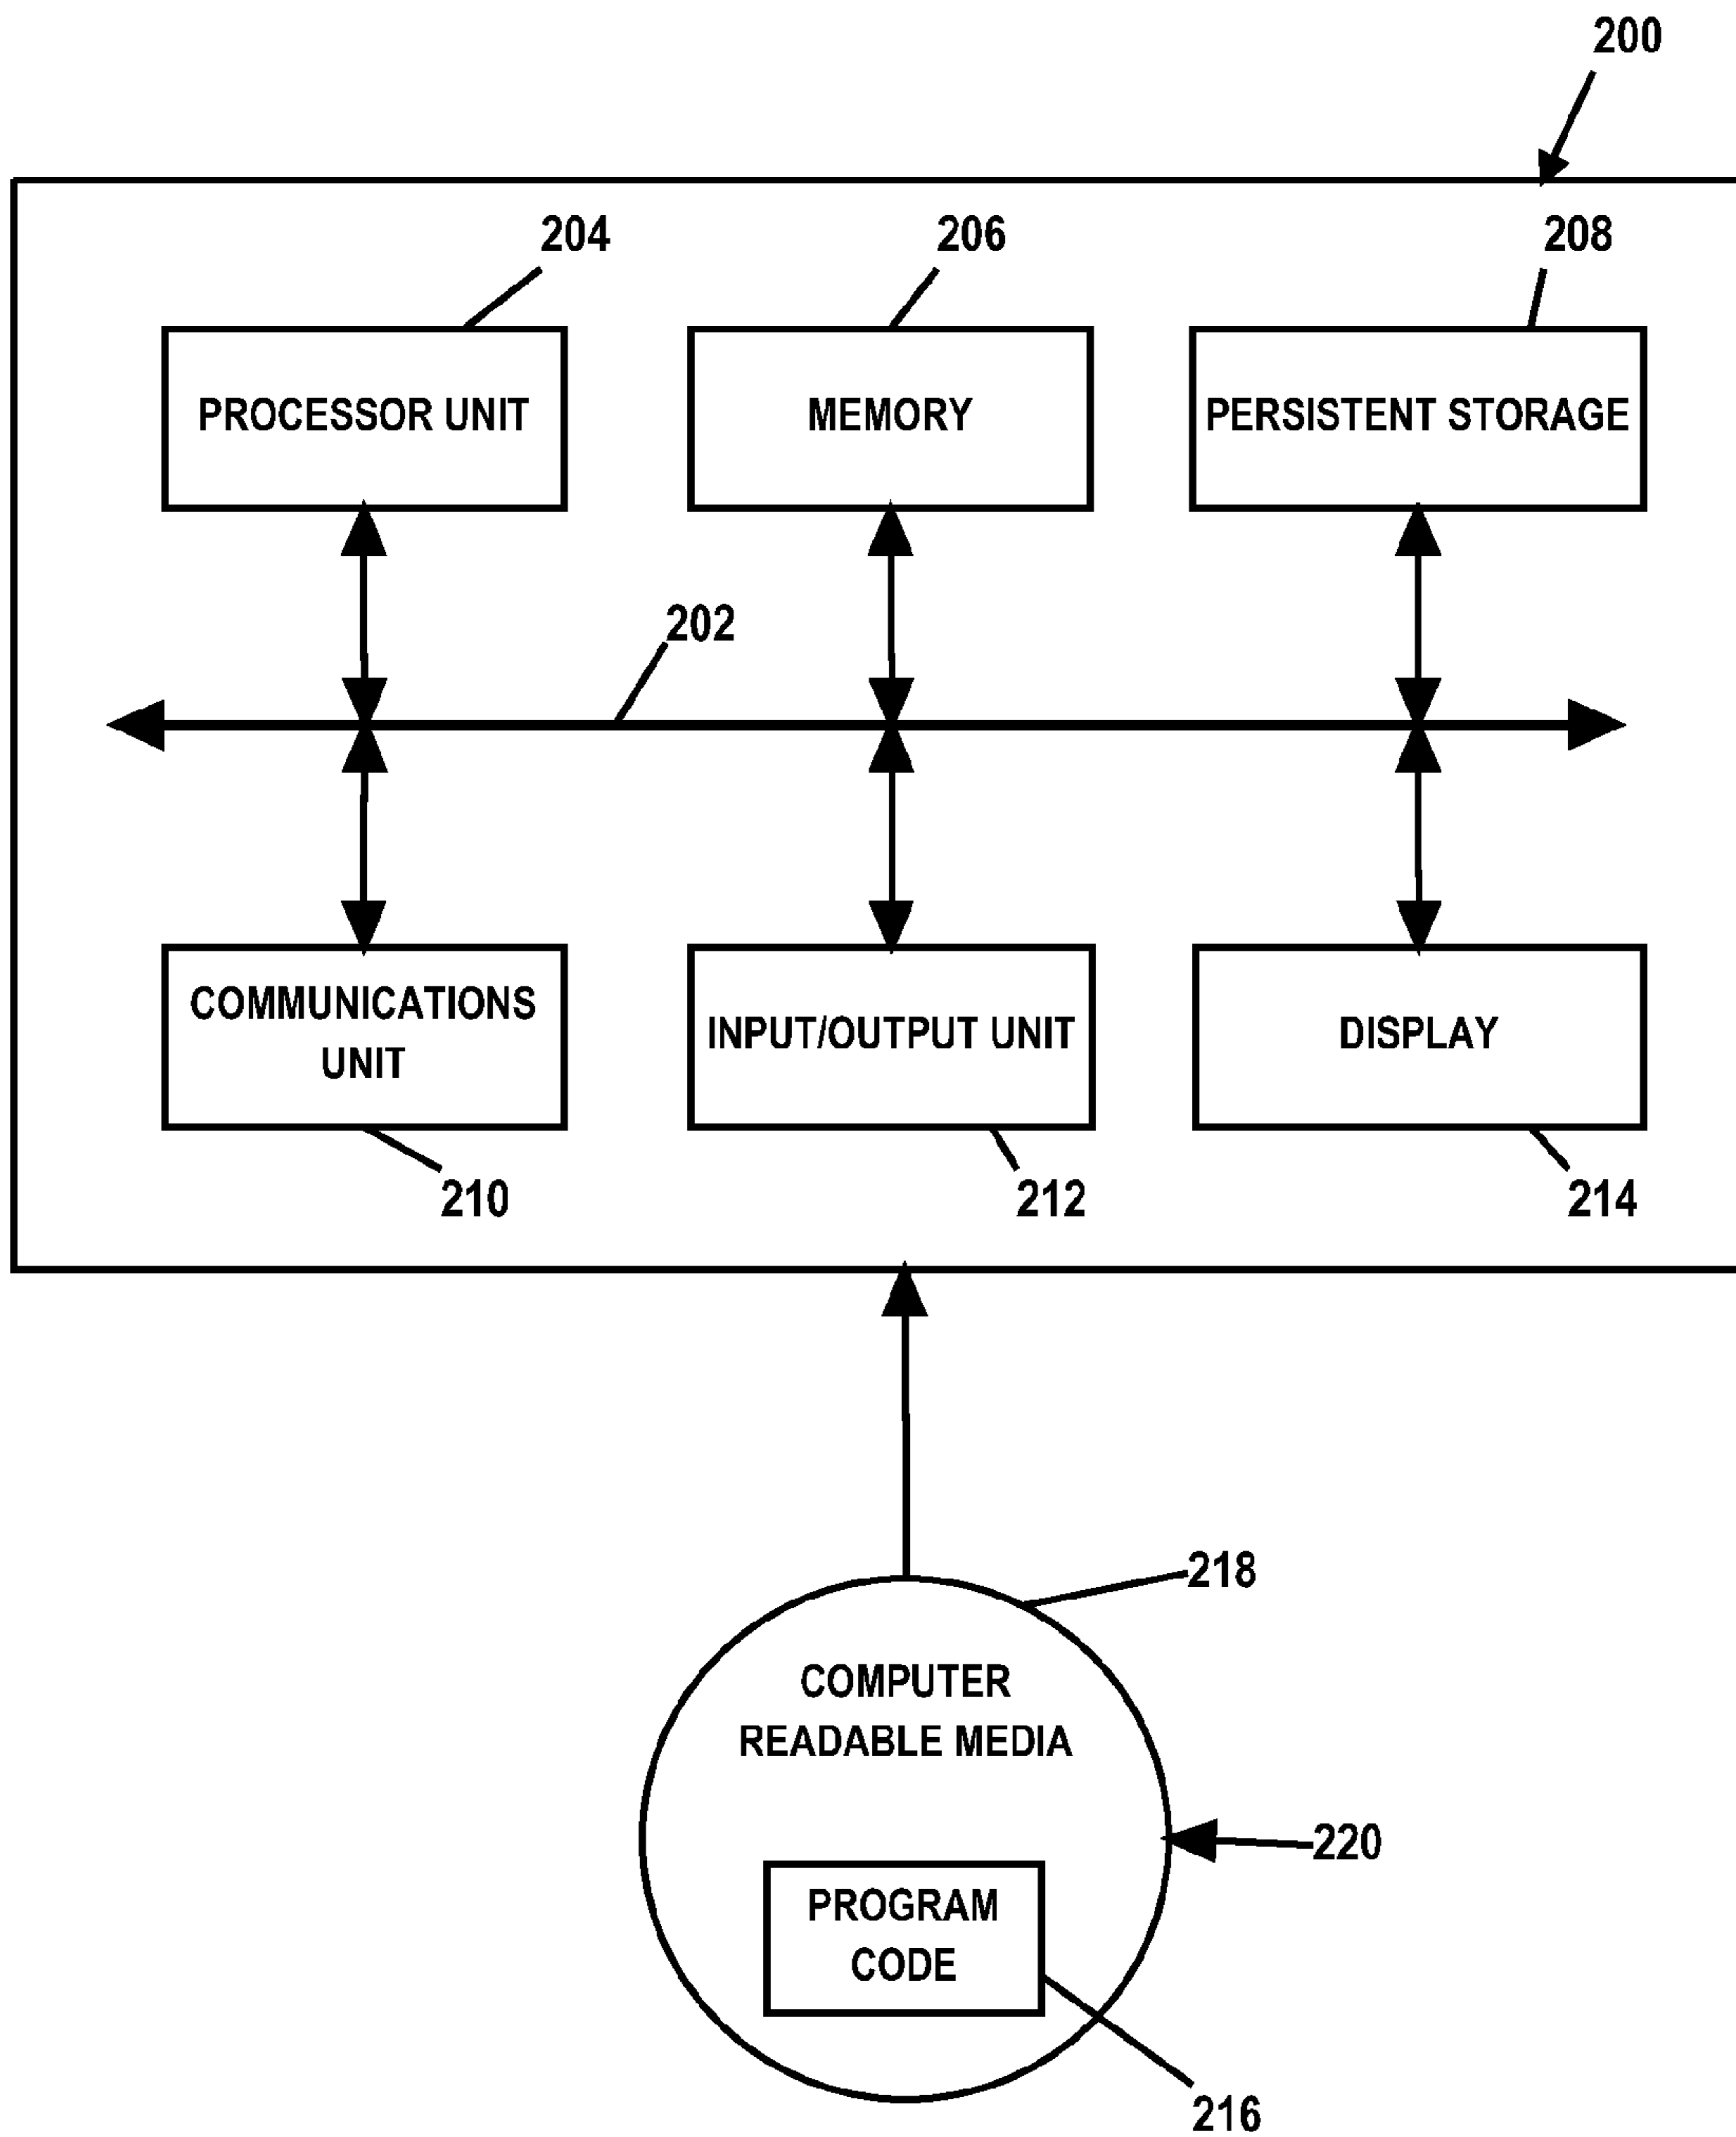 200
204
206
208
PROCESSOR UNIT
MEMORY
PERSISTENT STORAGE
202
COMMUNICATIONS
UNIT
INPUT/OUTPUT UNIT
DISPLAY
210
212
214
218
COMPUTER
READABLE MEDIA
220
PROGRAM
CODE
216